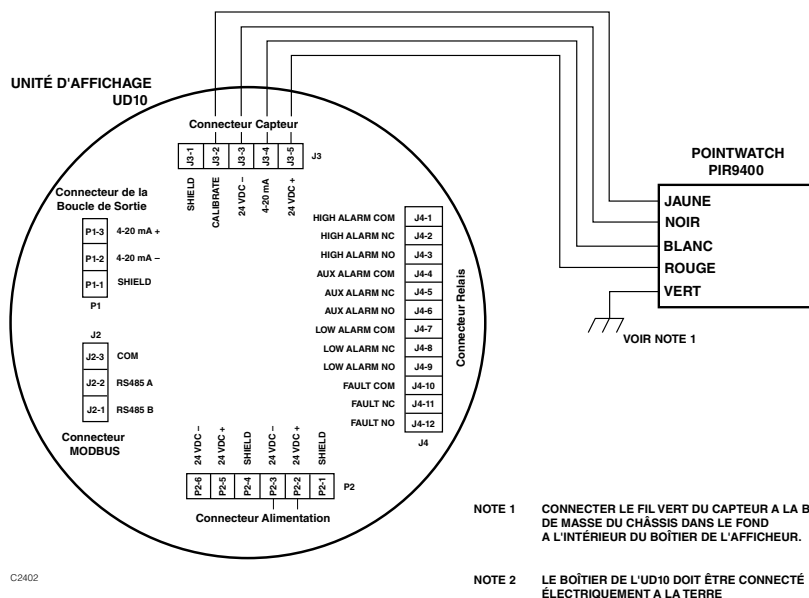 UNITÉ D'AFFICHAGE
UD10
Connecteur Capteur
J3-1
J3-2
J3-3
J3-4
J3-5
J3
SHIELD
CALIBRATE
24 VDC –
4-20 mA
24 VDC +
POINTWATCH
PIR9400
JAUNE
NOIR
BLANC
ROUGE
VERT
VOIR NOTE 1
Connecteur de la
Boucle de Sortie
P1-3 4-20 mA +
P1-2 4-20 mA –
P1-1 SHIELD
P1
J2
J2-3 COM
J2-2 RS485 A
J2-1 RS485 B
Connecteur
MODBUS
HIGH ALARM COM J4-1
HIGH ALARM NC J4-2
HIGH ALARM NO J4-3
AUX ALARM COM J4-4
AUX ALARM NC J4-5
AUX ALARM NO J4-6
LOW ALARM COM J4-7
LOW ALARM NC J4-8
LOW ALARM NO J4-9
FAULT COM J4-10
FAULT NC J4-11
FAULT NO J4-12
J4
Connecteur Relais
24 VDC –
24 VDC +
SHIELD
24 VDC –
24 VDC +
SHIELD
P2-6
P2-5
P2-4
P2-3
P2-2
P2-1
P2
Connecteur Alimentation
NOTE 1 CONNECTER LE FIL VERT DU CAPTEUR A LA B
DE MASSE DU CHÂSSIS DANS LE FOND
A L'INTÉRIEUR DU BOÎTIER DE L'AFFICHEUR.
NOTE 2 LE BOÎTIER DE L'UD10 DOIT ÊTRE CONNECTÉ
ÉLECTRIQUEMENT A LA TERRE
C2402